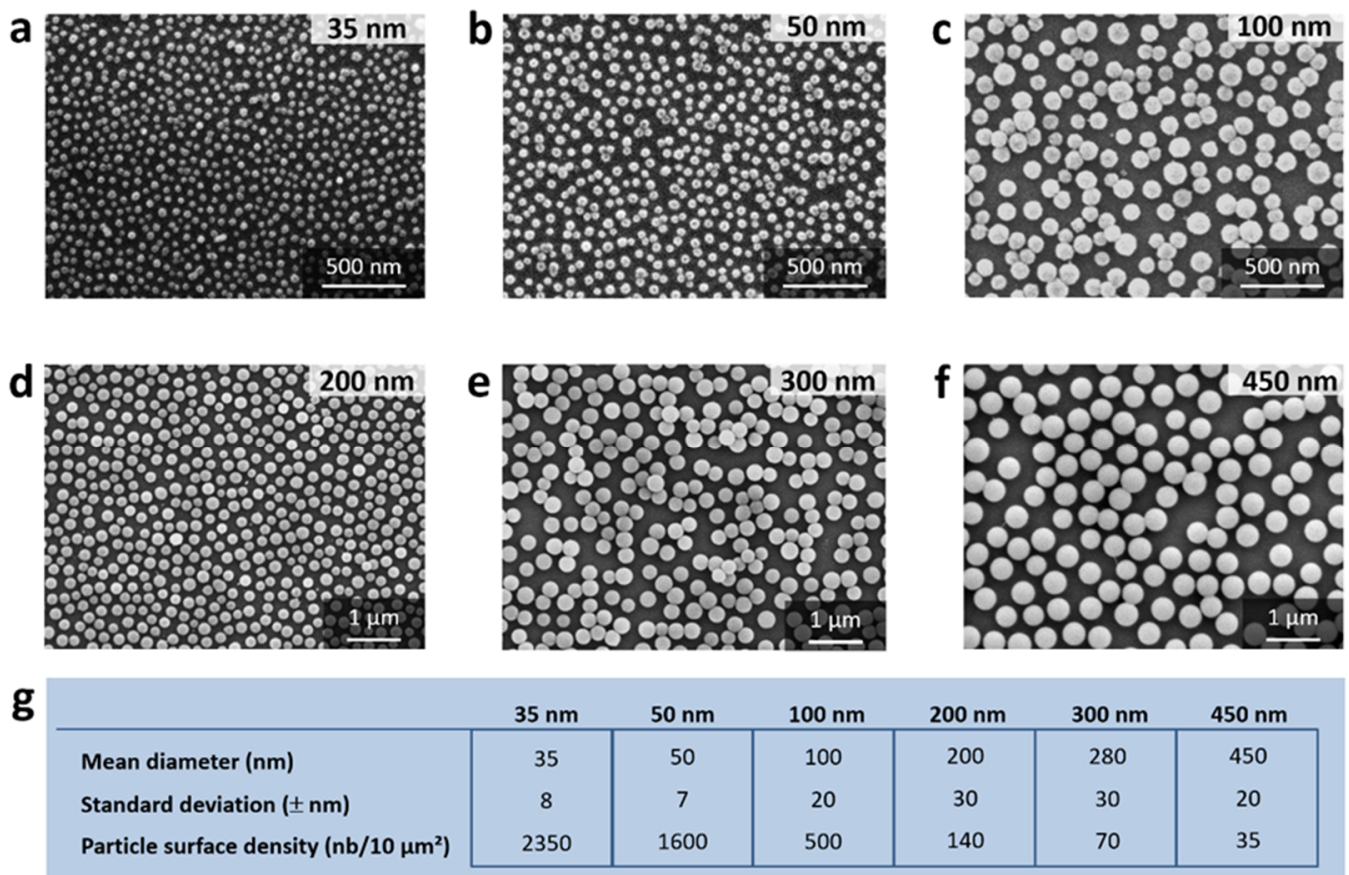 a 35 nm
500 nm
b 50 nm
500 nm
c 100 nm
500 nm
d 200 nm
1 µm
e 300 nm
1 µm
f 450 nm
1 µm
g
35 nm 50 nm 100 nm 200 nm 300 nm 450 nm
Mean diameter (nm) 35 50 100 200 280 450
Standard deviation (± nm) 8 7 20 30 30 20
Particle surface density (nb/10 µm²) 2350 1600 500 140 70 35